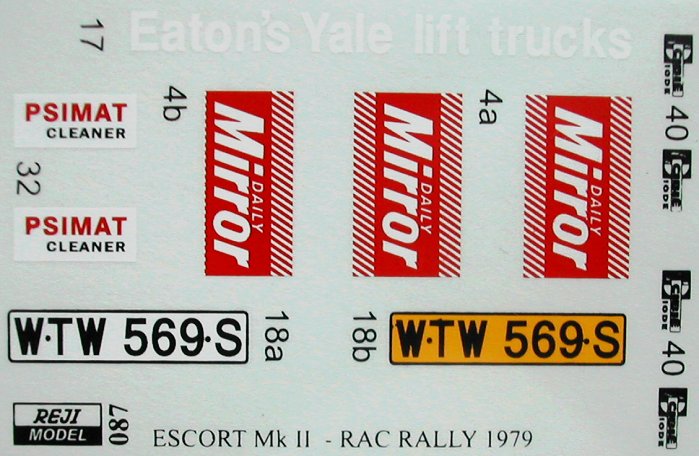 17
Eaton's Yale lift trucks
PSIMAT
CLEANER
4b
DAILY
Mirror
DAILY
Mirror
4a
DAILY
Mirror
40
32
PSIMAT
CLEANER
W·TW 569·S
18a
18b
W·TW 569·S
40
REJI
MODEL
087
ESCORT Mk II - RAC RALLY 1979